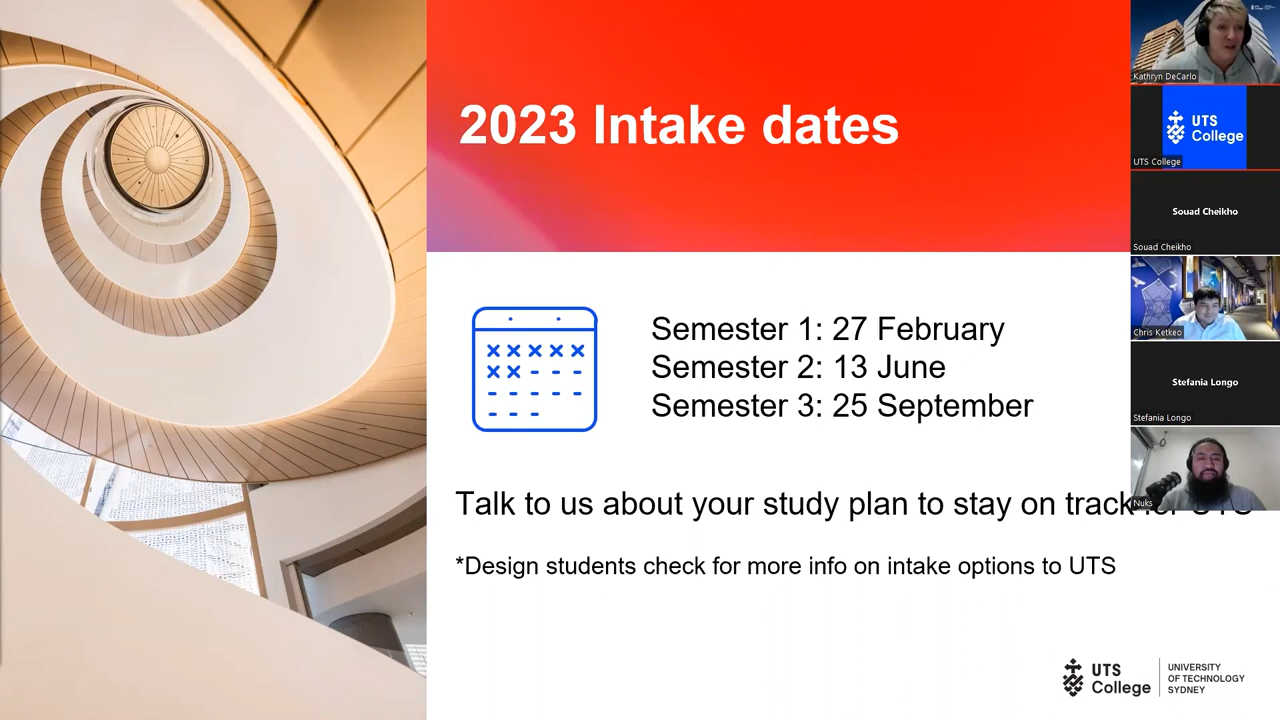 2023 Intake dates
Semester 1: 27 February
Semester 2: 13 June
Semester 3: 25 September
Talk to us about your study plan to stay on track for UTS
*Design students check for more info on intake options to UTS
UTS
College
UNIVERSITY
OF TECHNOLOGY
SYDNEY
Kathryn DeCarlo
UTS
College
UTS College
Souad Cheikho
Souad Cheikho
Chris Ketkeo
Stefania Longo
Stefania Longo
Nuks